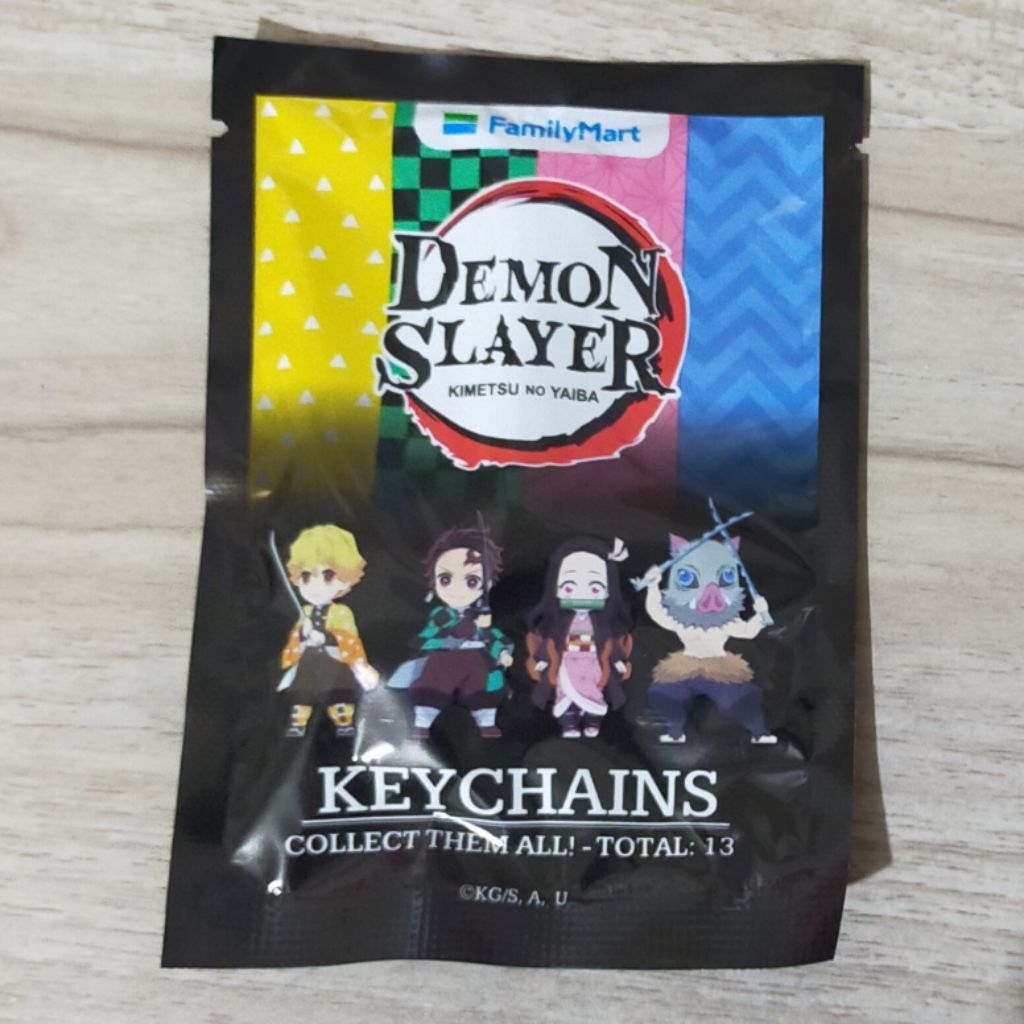 FamilyMart
DEMON
SLAYER
KIMETSU NO YAIBA
KEYCHAINS
COLLECT THEM ALL! - TOTAL: 13
©KG/S, A, U